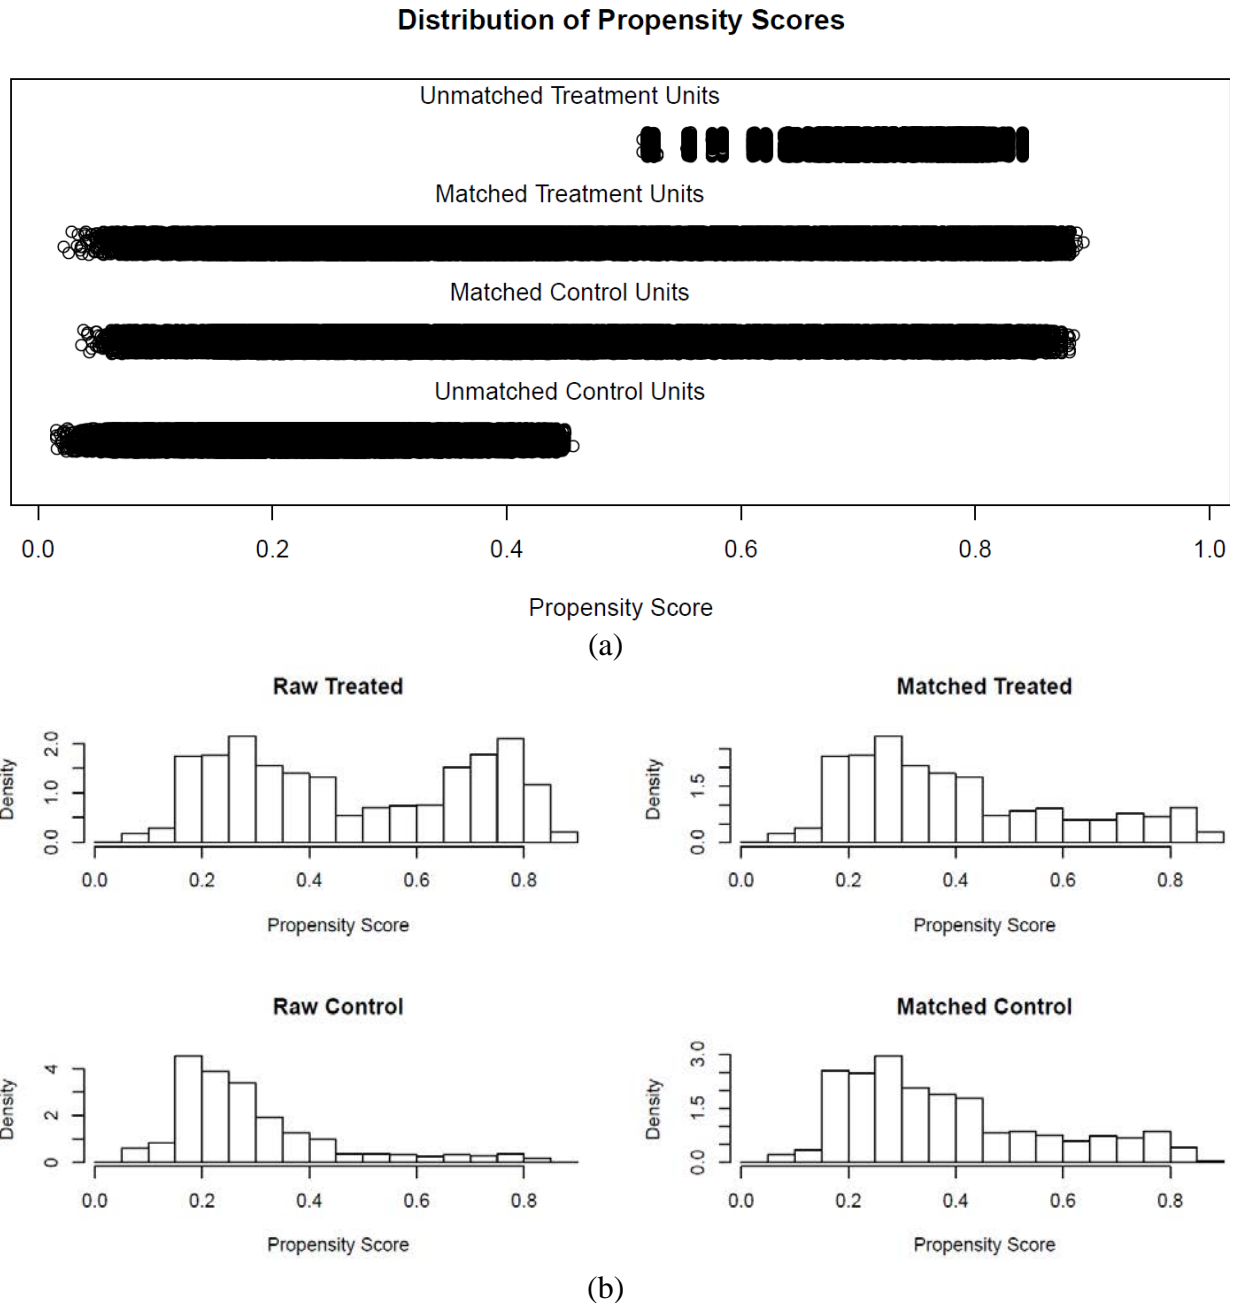 Distribution of Propensity Scores
Unmatched Treatment Units
Matched Treatment Units
Matched Control Units
Unmatched Control Units
0.0 0.2 0.4 0.6 0.8 1.0
Propensity Score
(a)
Raw Treated
Density
0.0 1.0 2.0
0.0 0.2 0.4 0.6 0.8
Propensity Score
Matched Treated
Density
0.0 1.5
0.0 0.2 0.4 0.6 0.8
Propensity Score
Raw Control
Density
0 2 4
0.0 0.2 0.4 0.6 0.8
Propensity Score
Matched Control
Density
0.0 1.5 3.0
0.0 0.2 0.4 0.6 0.8
Propensity Score
(b)